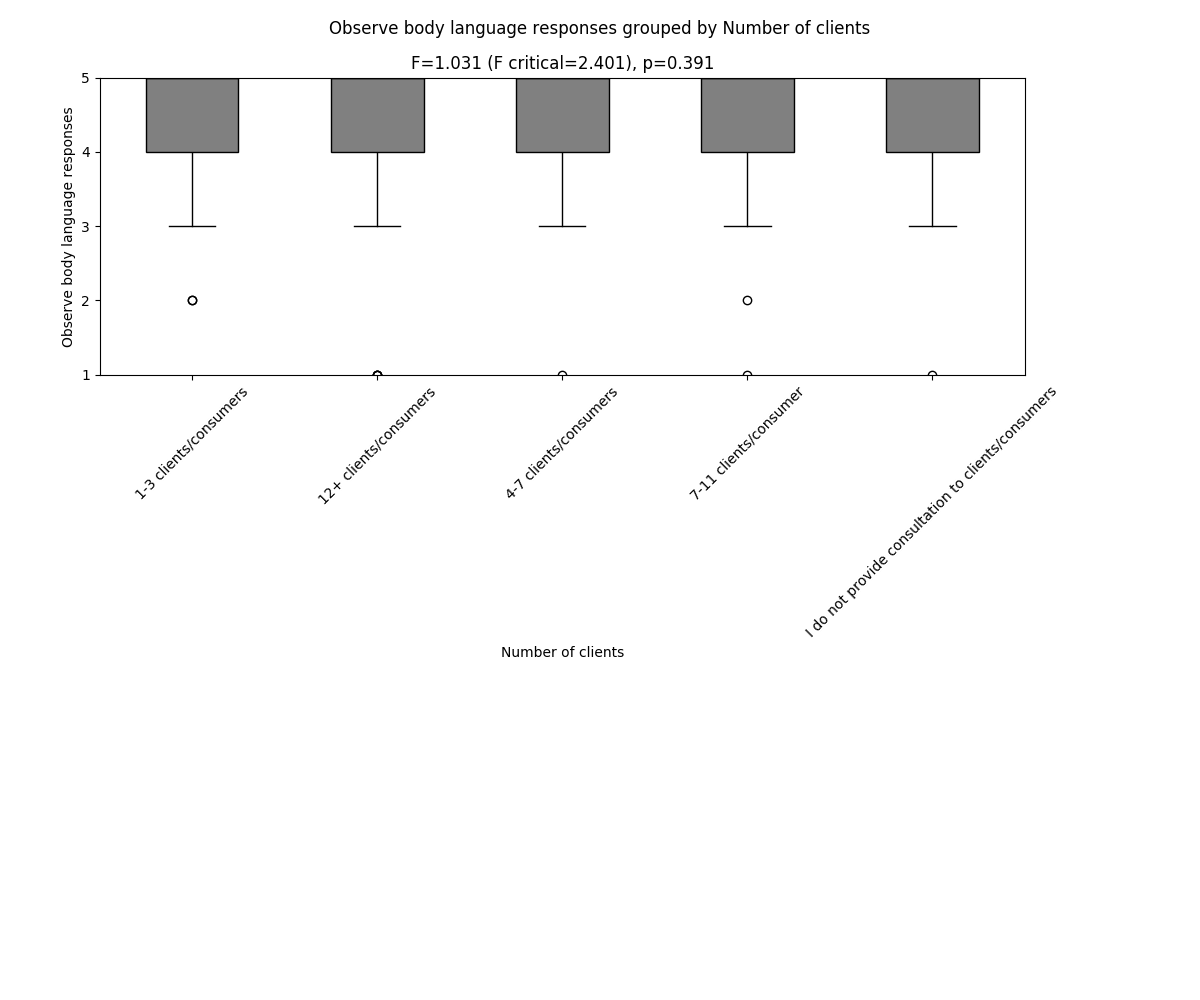 Observe body language responses grouped by Number of clients
F=1.031 (F critical=2.401), p=0.391
Observe body language responses
5
4
3
2
1
1-3 clients/consumers
12+ clients/consumers
4-7 clients/consumers
7-11 clients/consumer
I do not provide consultation to clients/consumers
Number of clients